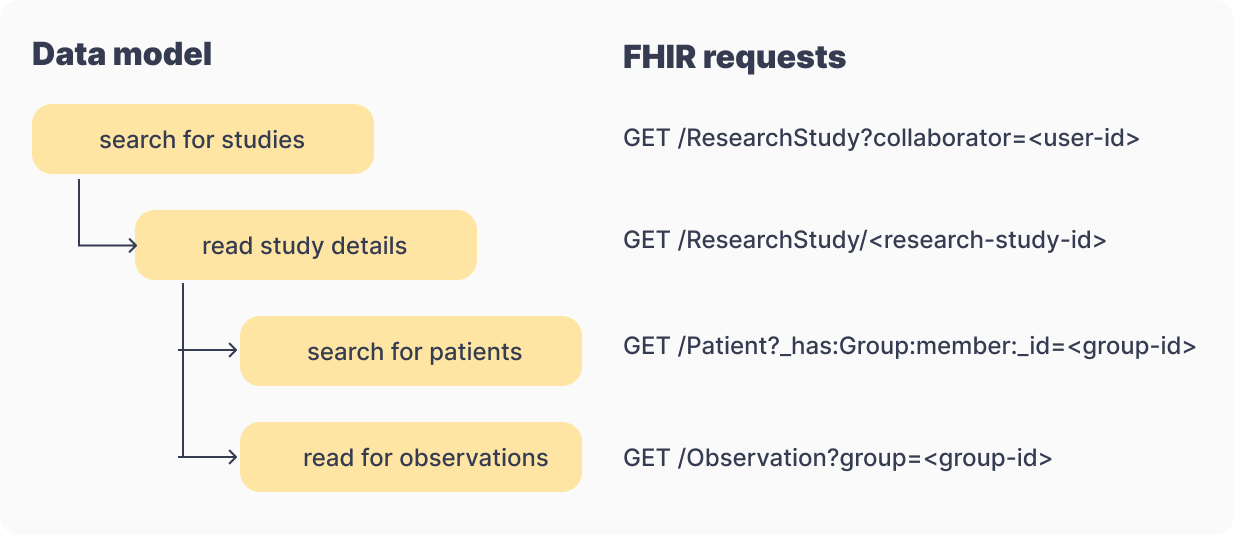 Data model
FHIR requests
search for studies
GET /ResearchStudy?collaborator=<user-id>
read study details
GET /ResearchStudy/<research-study-id>
search for patients
GET /Patient?_has:Group:member:_id=<group-id>
read for observations
GET /Observation?group=<group-id>